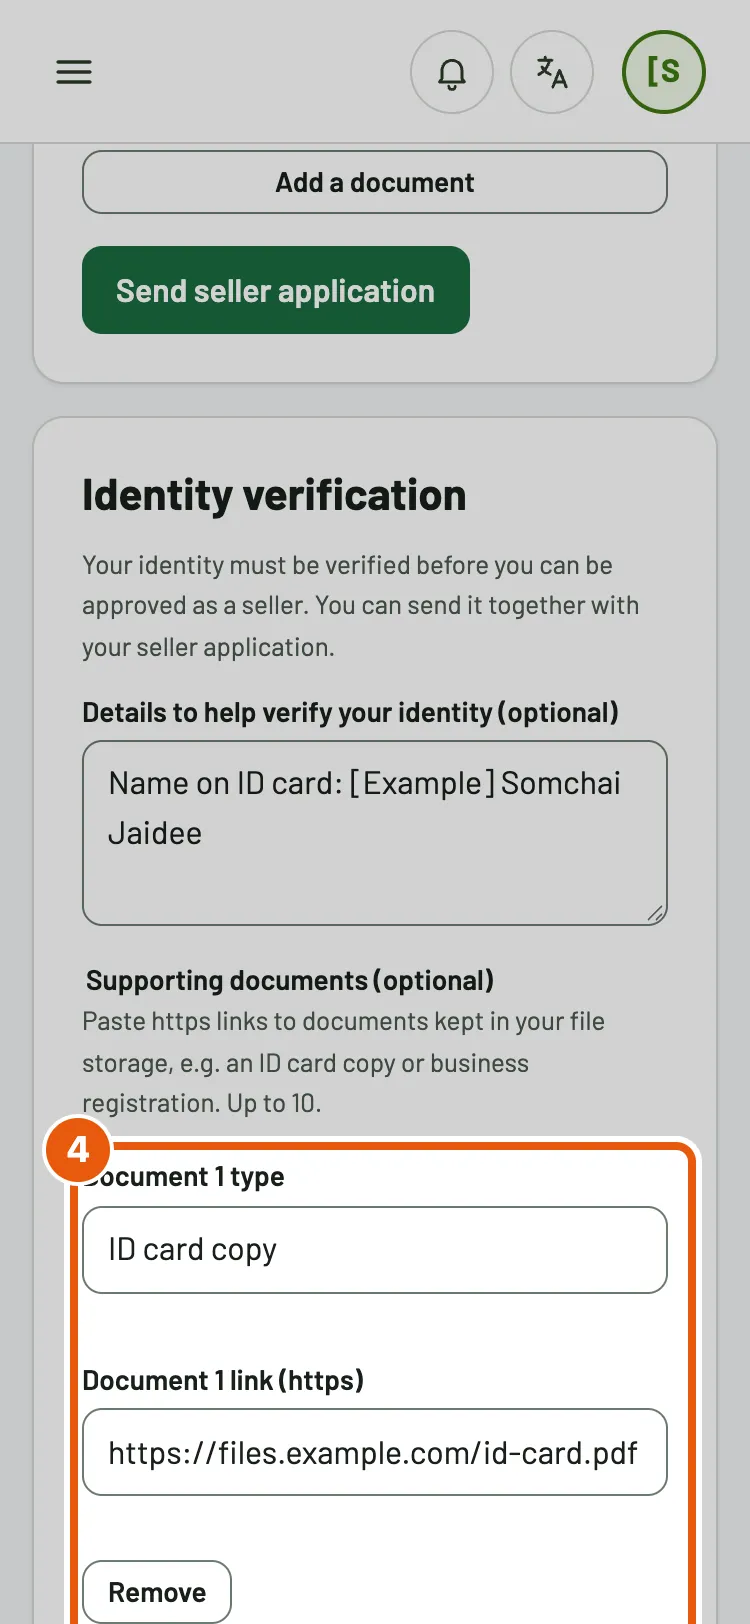 [S
Add a document
Send seller application
Identity verification
Your identity must be verified before you can be
approved as a seller. You can send it together with
your seller application.
Details to help verify your identity (optional)
Name on ID card: [Example] Somchai
Jaidee
Supporting documents (optional)
Paste https links to documents kept in your file
storage, e.g. an ID card copy or business
registration. Up to 10.
4
Document 1 type
ID card copy
Document 1 link (https)
https://files.example.com/id-card.pdf
Remove